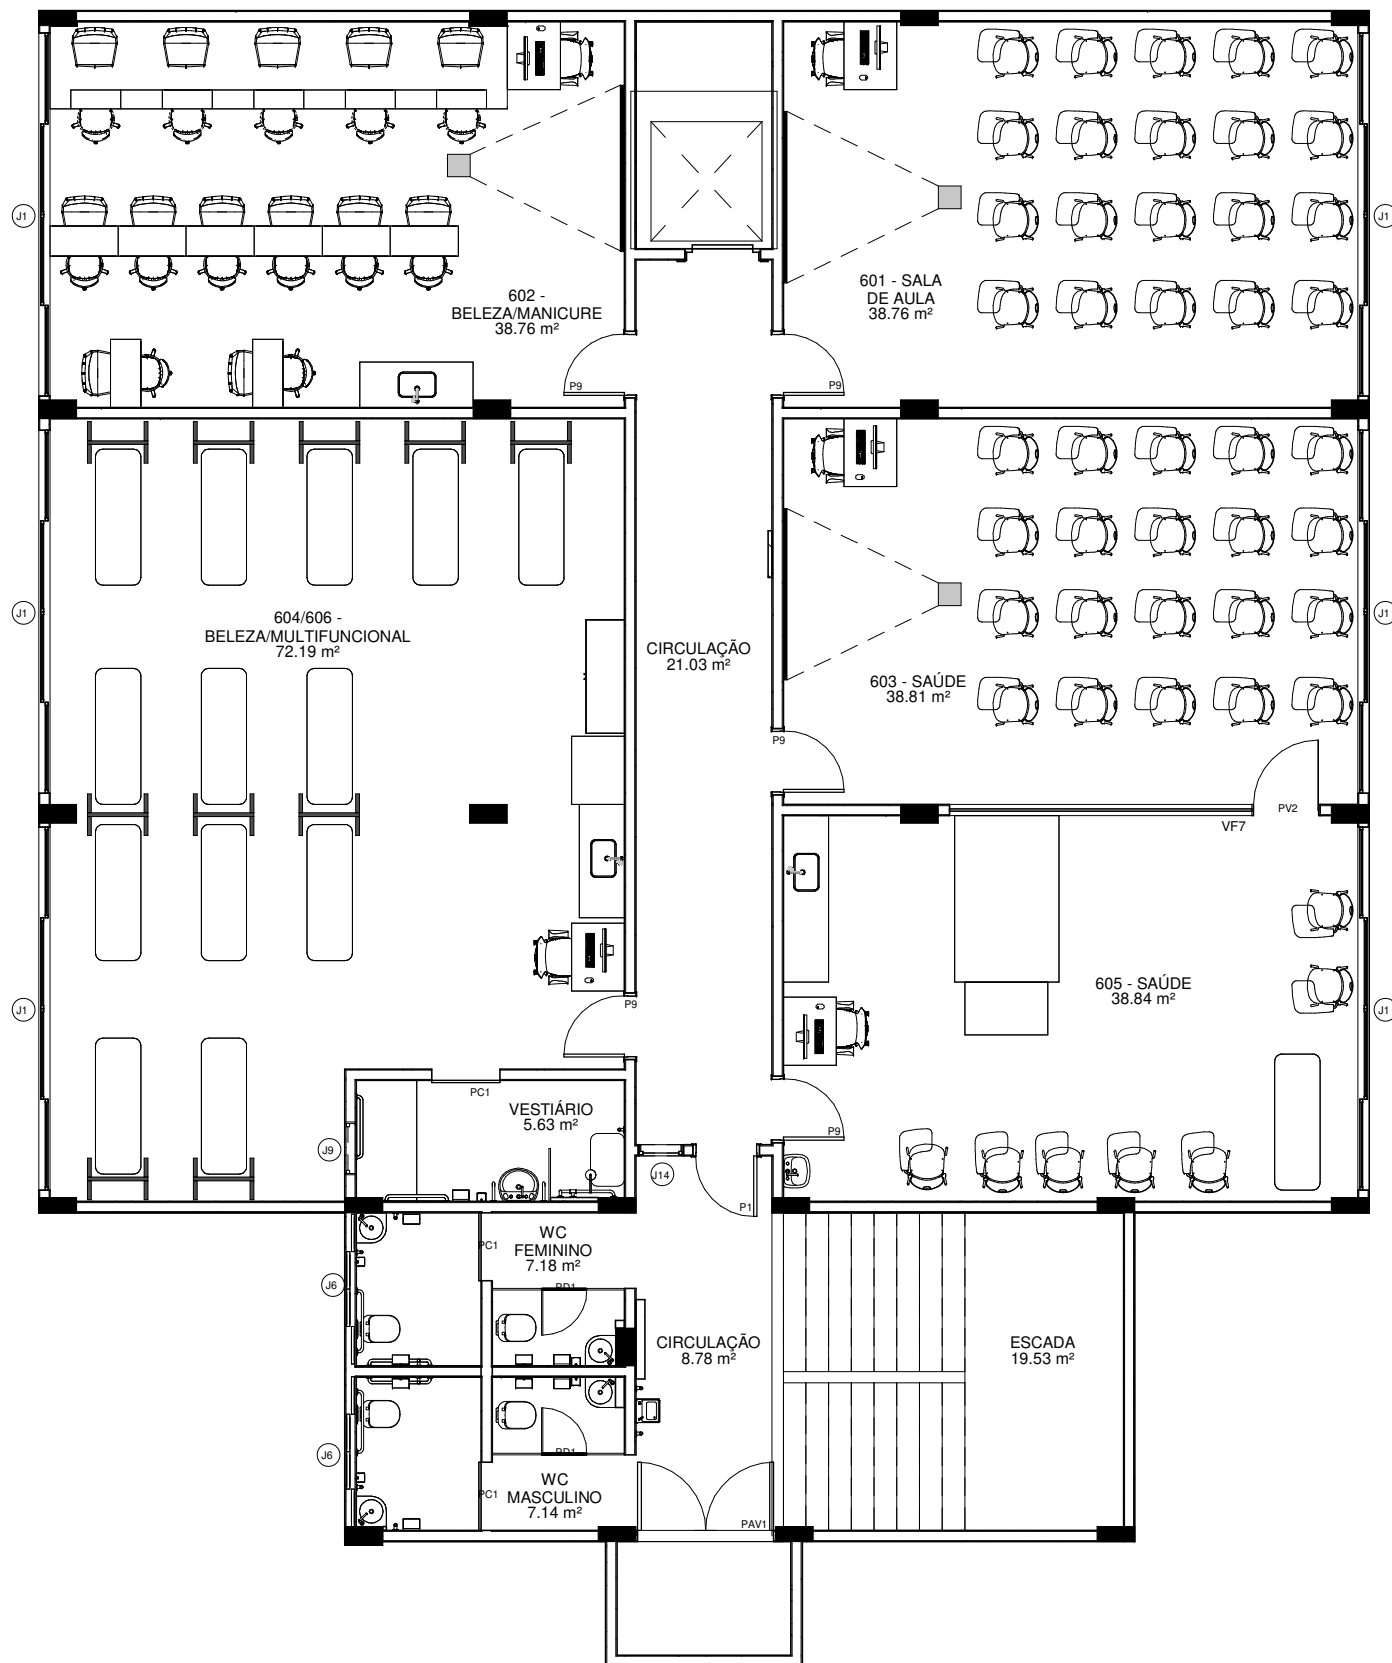 J1
602 -
BELEZA/MANICURE
38.76 m²
P9
601 - SALA
DE AULA
38.76 m²
P9
J1
J1
604/606 -
BELEZA/MULTIFUNCIONAL
72.19 m²
CIRCULAÇÃO
21.03 m²
603 - SAÚDE
38.81 m²
P9
J1
PV2
VF7
J1
P9
605 - SAÚDE
38.84 m²
J1
PC1
VESTIÁRIO
5.63 m²
J9
J14
P9
P1
PC1
WC
FEMININO
7.18 m²
J6
PD1
CIRCULAÇÃO
8.78 m²
ESCADA
19.53 m²
J6
PD1
PC1
WC
MASCULINO
7.14 m²
PAV1